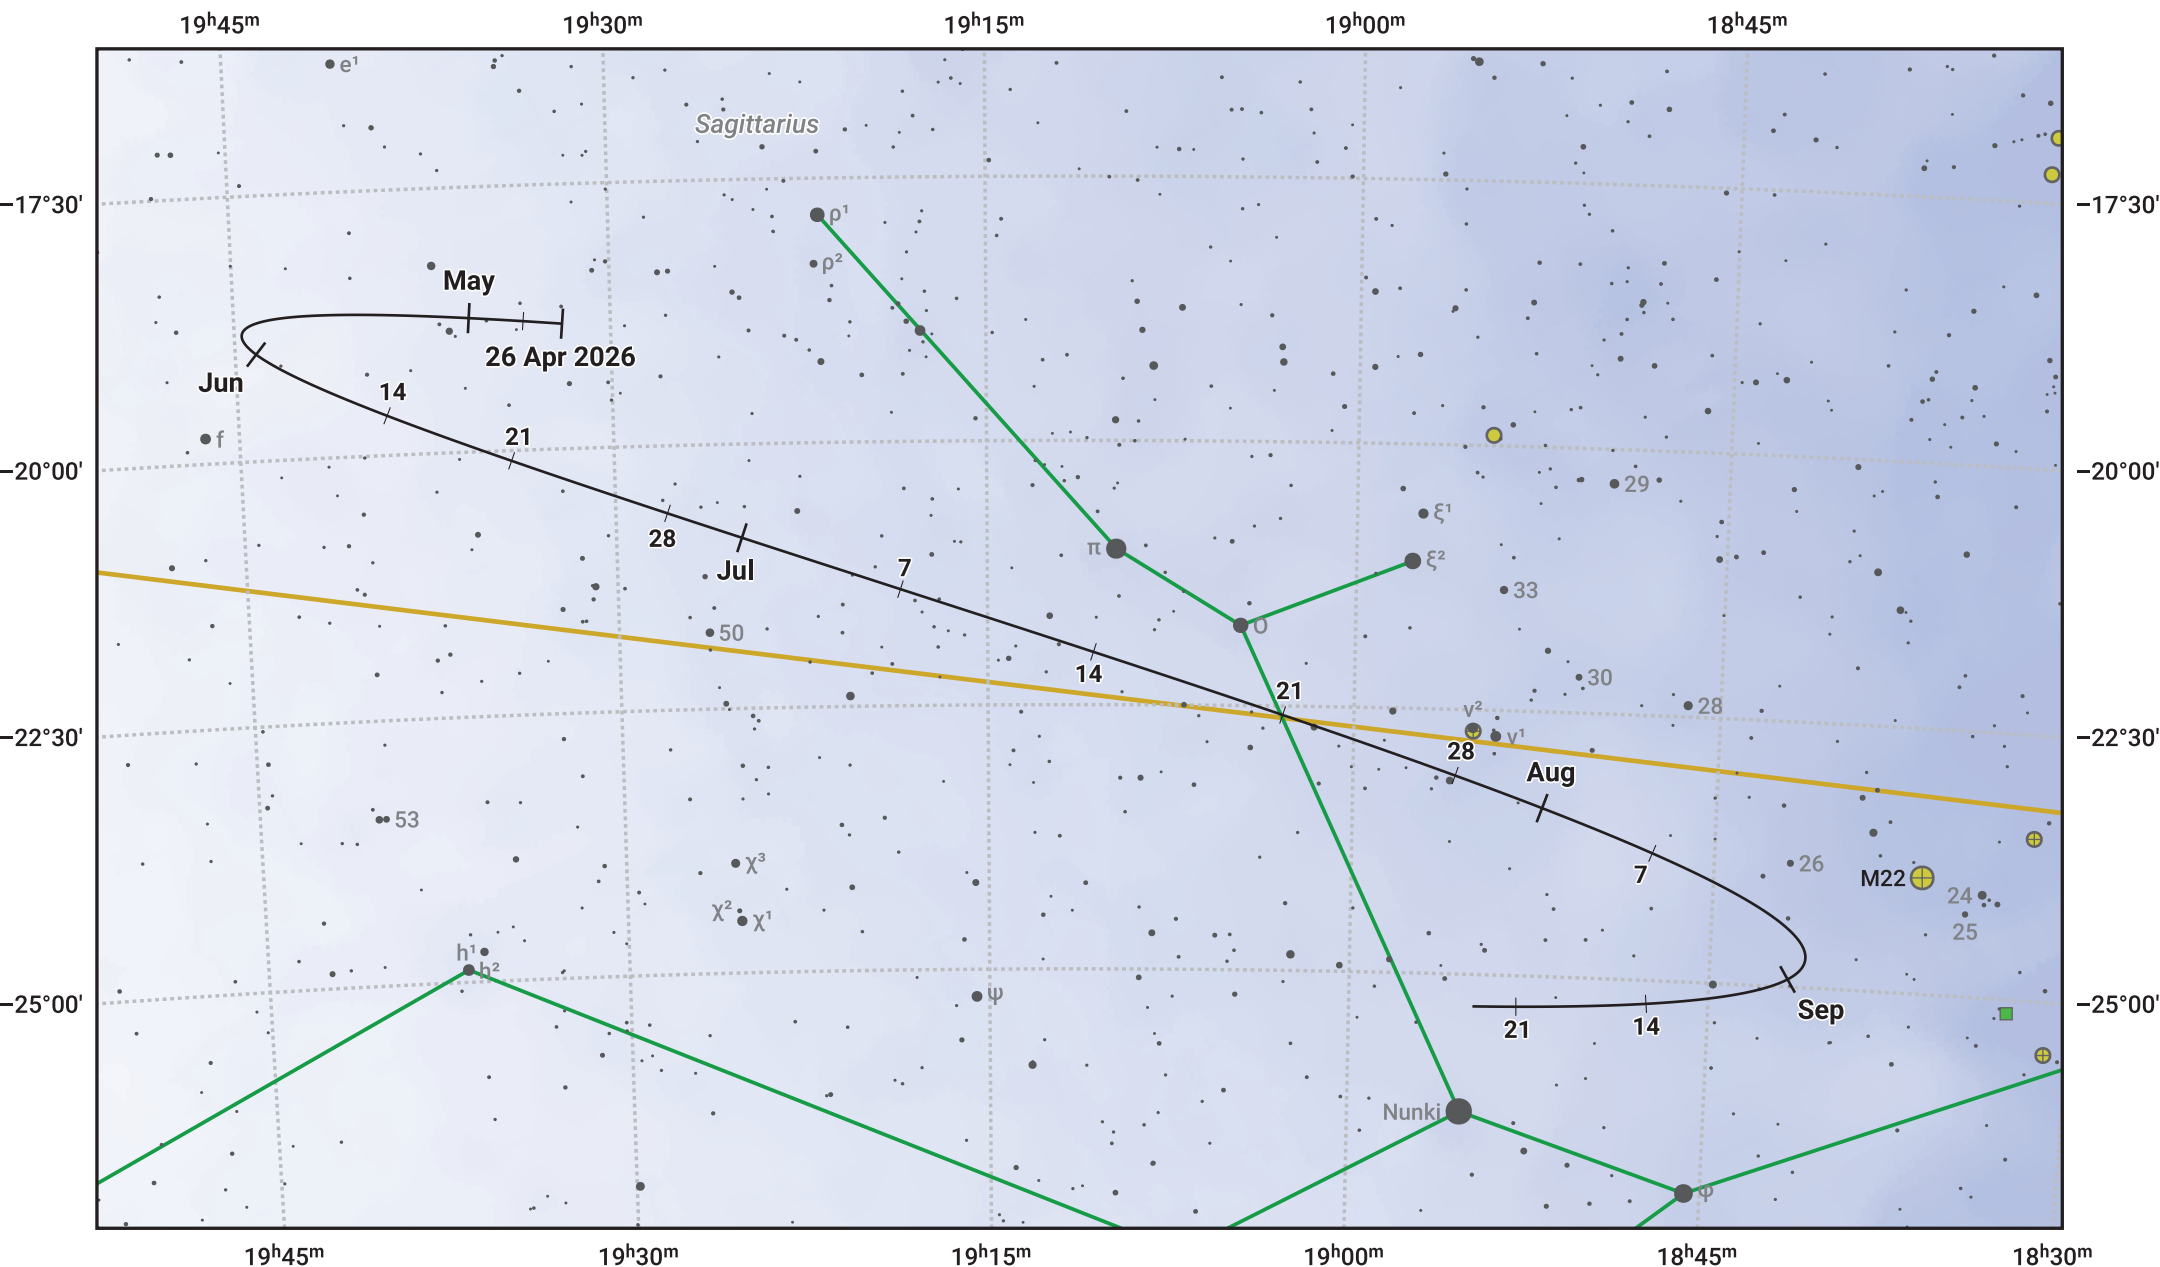 19ʰ45ᵐ 19ʰ30ᵐ 19ʰ15ᵐ 19ʰ00ᵐ 18ʰ45ᵐ
e¹
Sagittarius
−17°30' −17°30'
ρ¹
ρ²
May
26 Apr 2026
Jun
14
21
f
−20°00' −20°00'
29
ξ¹
28
π
ξ²
Jul
7
33
ο
50
14
30
21
28
ν²
ν¹
−22°30' −22°30'
28
Aug
53
χ³
7
26
M22
24
25
χ²
χ¹
h¹
h²
ψ
−25°00' −25°00'
Sep
21
14
Nunki
φ
19ʰ45ᵐ 19ʰ30ᵐ 19ʰ15ᵐ 19ʰ00ᵐ 18ʰ45ᵐ 18ʰ30ᵐ